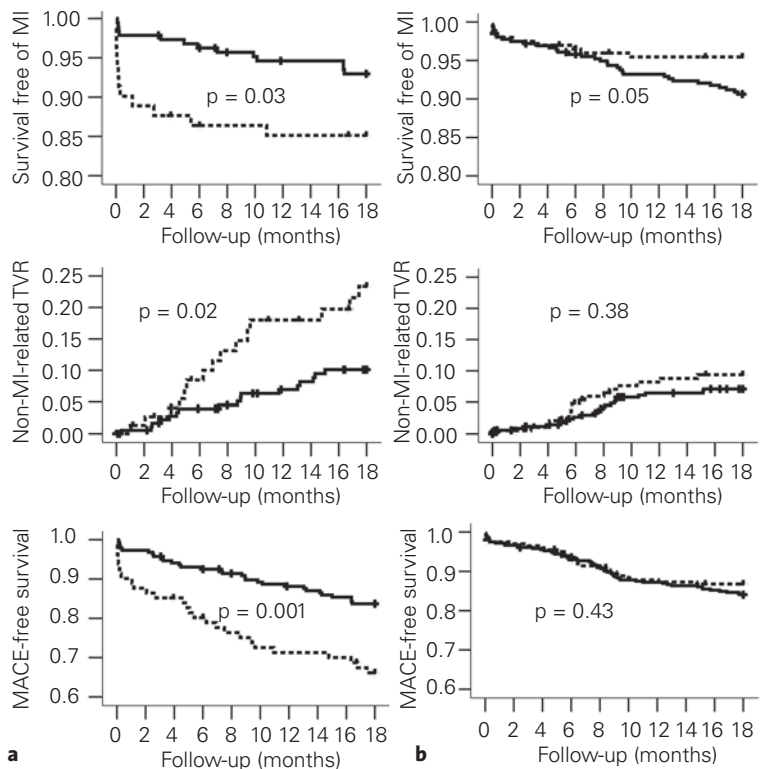 Survival free of MI
1.00
0.95
0.90
0.85
0.80
p = 0.03
0 2 4 6 8 10 12 14 16 18
Follow-up (months)
Survival free of MI
1.00
0.95
0.90
0.85
0.80
p = 0.05
0 2 4 6 8 10 12 14 16 18
Follow-up (months)
Non-MI-related TVR
0.25
0.20
0.15
0.10
0.05
0.00
p = 0.02
0 2 4 6 8 10 12 14 16 18
Follow-up (months)
Non-MI-related TVR
0.25
0.20
0.15
0.10
0.05
0.00
p = 0.38
0 2 4 6 8 10 12 14 16 18
Follow-up (months)
MACE-free survival
1.0
0.9
0.8
0.7
0.6
p = 0.001
0 2 4 6 8 10 12 14 16 18
Follow-up (months)
a
MACE-free survival
1.0
0.9
0.8
0.7
0.6
p = 0.43
0 2 4 6 8 10 12 14 16 18
Follow-up (months)
b